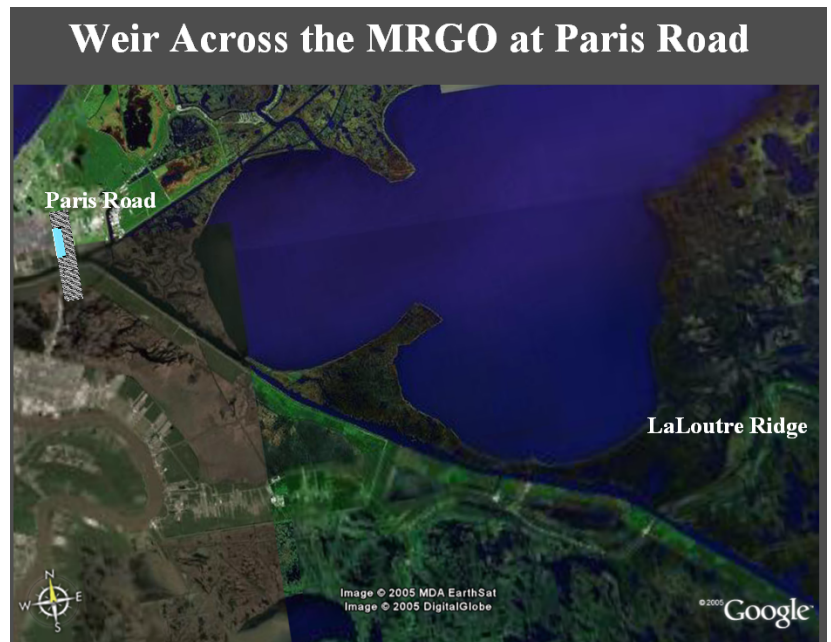 Weir Across the MRGO at Paris Road
Paris Road
LaLoutre Ridge
N
W E
S
Image © 2005 MDA EarthSat
Image © 2005 DigitalGlobe
© 2005 Google